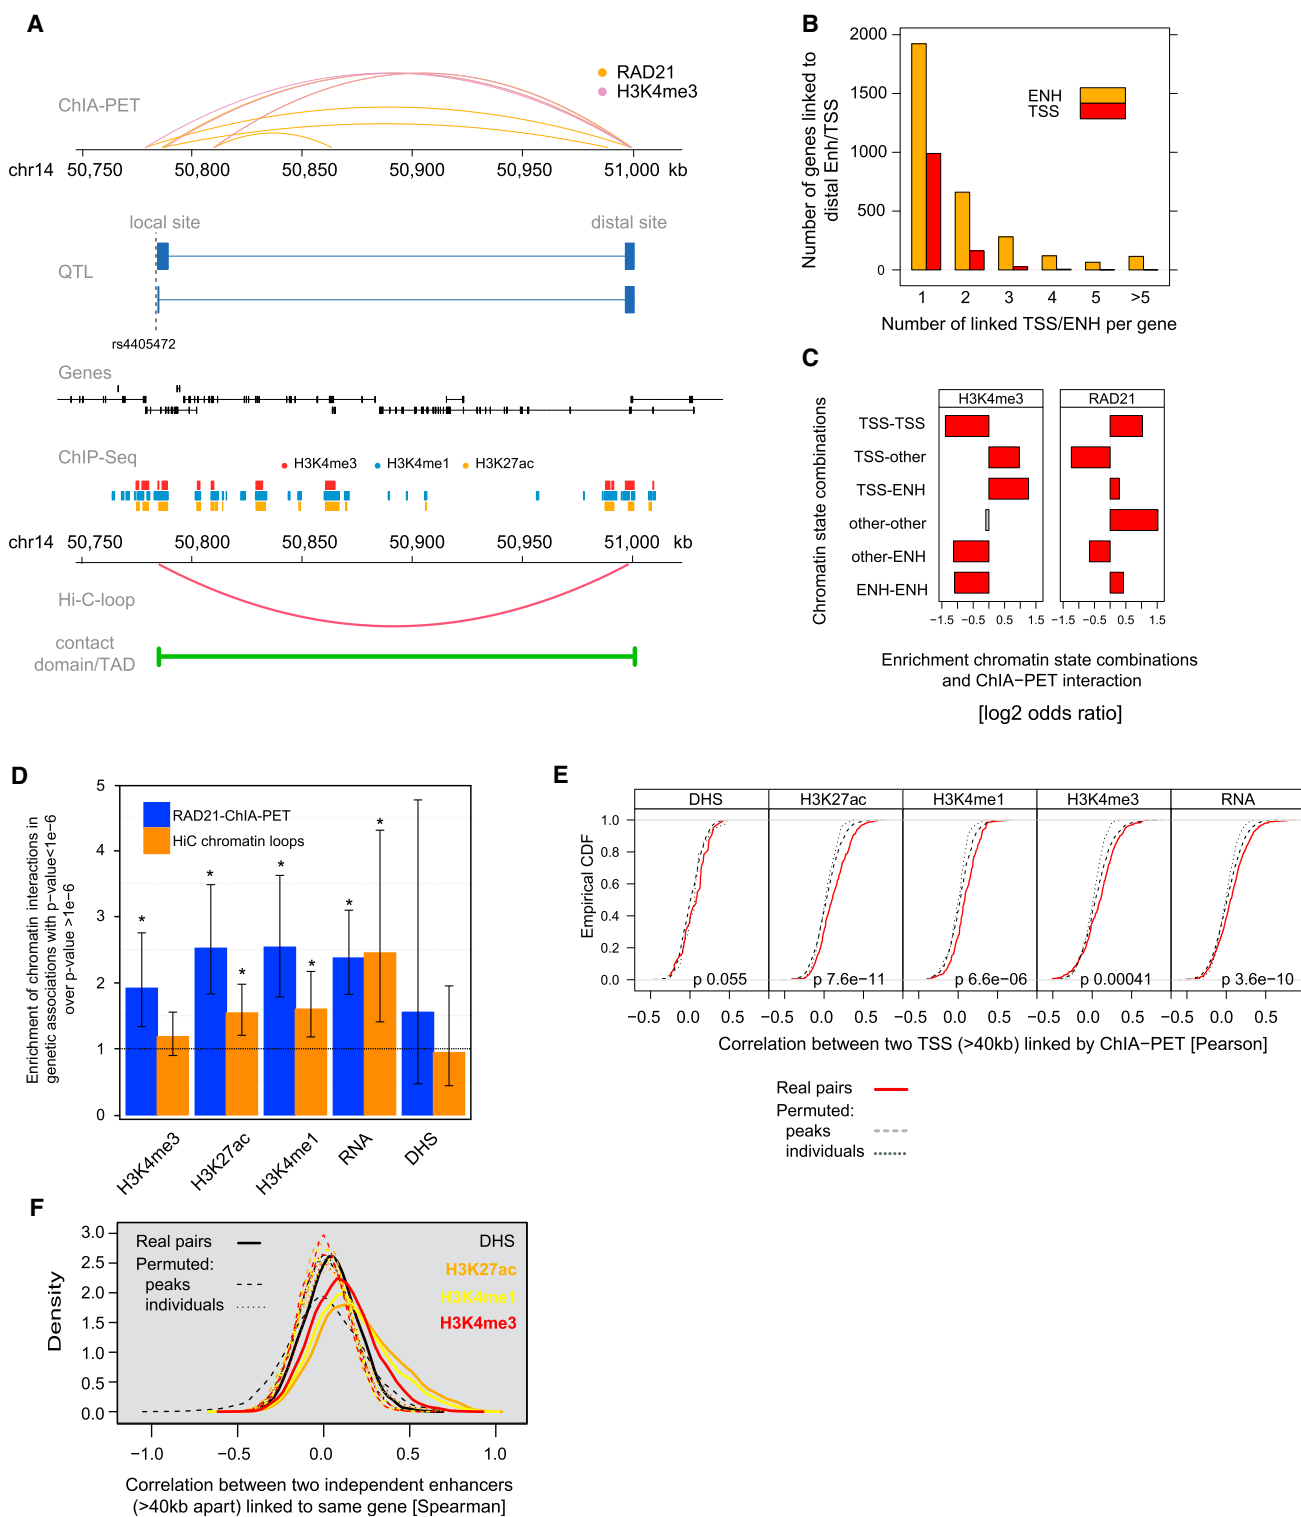 A
RAD21
H3K4me3
ChIA-PET
chr14 50,750 50,800 50,850 50,900 50,950 51,000 kb
local site distal site
QTL
rs4405472
Genes
ChIP-Seq
H3K4me3 H3K4me1 H3K27ac
chr14 50,750 50,800 50,850 50,900 50,950 51,000 kb
Hi-C-loop
contact
domain/TAD
B
Number of genes linked to
distal Enh/TSS
2000
1500
1000
500
0
ENH
TSS
1 2 3 4 5 >5
Number of linked TSS/ENH per gene
C
Chromatin state combinations
H3K4me3 RAD21
TSS-TSS
TSS-other
TSS-ENH
other-other
other-ENH
ENH-ENH
−1.5 −0.5 0.5 1.5 −1.5 −0.5 0.5 1.5
Enrichment chromatin state combinations
and ChIA−PET interaction
[log2 odds ratio]
D
Enrichment of chromatin interactions in
genetic associations with p−value<1e−6
over p-value >1e−6
5
4
3
2
1
0
RAD21-ChIA-PET
HiC chromatin loops
* * * * * * *
H3K4me3 H3K27ac H3K4me1 RNA DHS
E
DHS H3K27ac H3K4me1 H3K4me3 RNA
Empirical CDF
1.0
0.8
0.6
0.4
0.2
0.0
p 0.055 p 7.6e−11 p 6.6e−06 p 0.00041 p 3.6e−10
−0.5 0.0 0.5 −0.5 0.0 0.5 −0.5 0.0 0.5 −0.5 0.0 0.5 −0.5 0.0 0.5
Correlation between two TSS (>40kb) linked by ChIA−PET [Pearson]
Real pairs
Permuted:
peaks
individuals
F
Density
3.0
2.5
2.0
1.5
1.0
0.5
0.0
Real pairs
Permuted:
peaks
individuals
DHS
H3K27ac
H3K4me1
H3K4me3
−1.0 −0.5 0.0 0.5 1.0
Correlation between two independent enhancers
(>40kb apart) linked to same gene [Spearman]